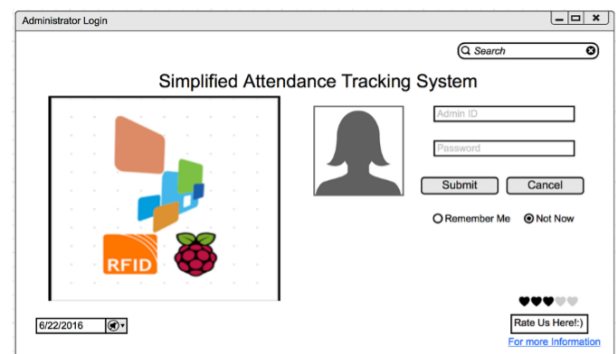 Administrator Login
Search
Simplified Attendance Tracking System
Admin ID
Password
Submit Cancel
Remember Me Not Now
RFID
6/22/2016
Rate Us Here!:)
For more Information